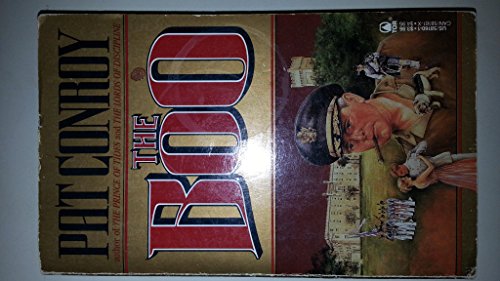 PAT CONROY
author of THE PRINCE OF TIDES and THE LORDS OF DISCIPLINE
THE
BOO